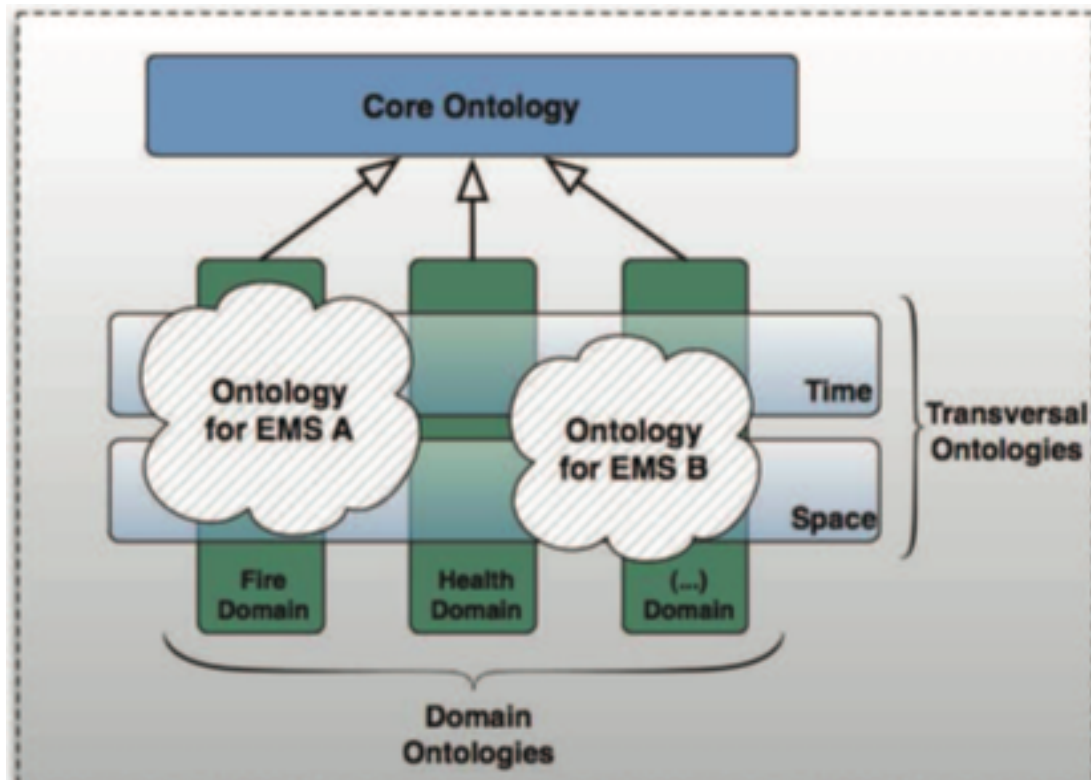 Core Ontology
Ontology
for EMS A
Ontology
for EMS B
Time
Space
Transversal
Ontologies
Fire
Domain
Health
Domain
(...)
Domain
Domain
Ontologies